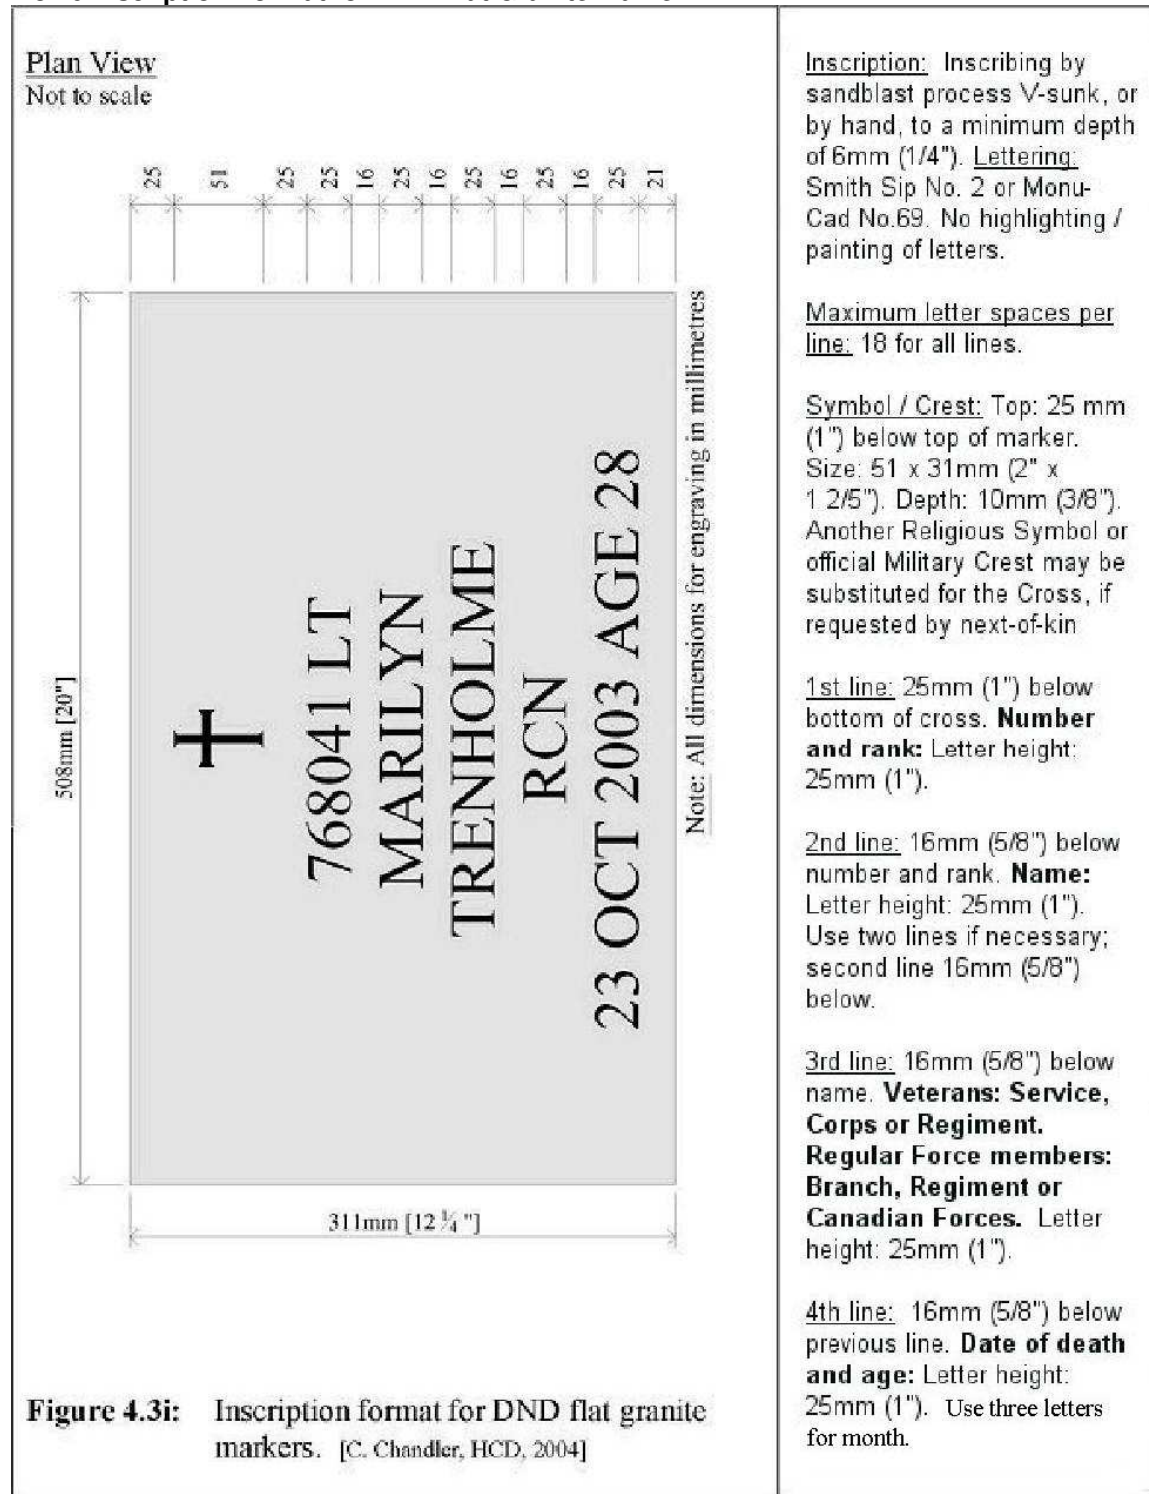 Plan View
Not to scale
25 51 25 25 16 25 16 25 16 25 16 25 21
508mm [20"]
768041 LT
MARILYN
TRENHOLME
RCN
23 OCT 2003 AGE 28
Note: All dimensions for engraving in millimetres
311mm [12 ¼ "]
Figure 4.3i: Inscription format for DND flat granite
markers. [C. Chandler, HCD, 2004]
Inscription: Inscribing by
sandblast process V-sunk, or
by hand, to a minimum depth
of 6mm (1/4"). Lettering:
Smith Sip No. 2 or Monu-
Cad No.69. No highlighting /
painting of letters.
Maximum letter spaces per
line: 18 for all lines.
Symbol / Crest: Top: 25 mm
(1") below top of marker.
Size: 51 x 31mm (2" x
1 2/5"). Depth: 10mm (3/8").
Another Religious Symbol or
official Military Crest may be
substituted for the Cross, if
requested by next-of-kin
1st line: 25mm (1") below
bottom of cross. Number
and rank: Letter height:
25mm (1").
2nd line: 16mm (5/8") below
number and rank. Name:
Letter height: 25mm (1").
Use two lines if necessary;
second line 16mm (5/8")
below.
3rd line: 16mm (5/8") below
name. Veterans: Service,
Corps or Regiment.
Regular Force members:
Branch, Regiment or
Canadian Forces. Letter
height: 25mm (1").
4th line: 16mm (5/8") below
previous line. Date of death
and age: Letter height:
25mm (1"). Use three letters
for month.